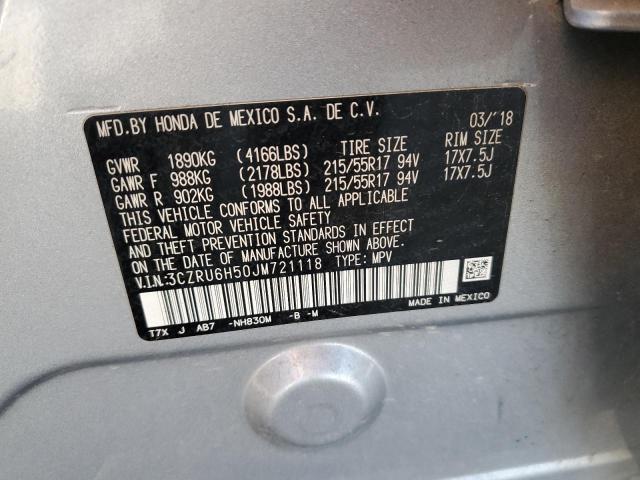 MFD.BY HONDA DE MEXICO S.A. DE C.V. 03/'18
TIRE SIZE RIM SIZE
GVWR 1890KG (4166LBS)
GAWR F 988KG (2178LBS) 215/55R17 94V 17X7.5J
GAWR R 902KG (1988LBS) 215/55R17 94V 17X7.5J
THIS VEHICLE CONFORMS TO ALL APPLICABLE
FEDERAL MOTOR VEHICLE SAFETY
AND THEFT PREVENTION STANDARDS IN EFFECT
ON THE DATE OF MANUFACTURE SHOWN ABOVE.
V.I.N:3CZRU6H50JM721118 TYPE: MPV
T7X J AB7 -NH830M -B -M
MADE IN MEXICO